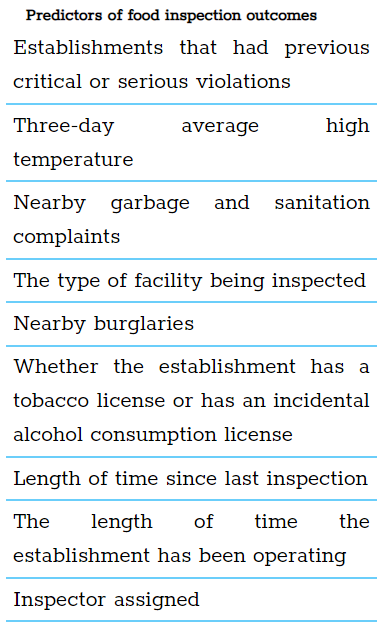 Predictors of food inspection outcomes
Establishments that had previous
critical or serious violations
Three-day average high
temperature
Nearby garbage and sanitation
complaints
The type of facility being inspected
Nearby burglaries
Whether the establishment has a
tobacco license or has an incidental
alcohol consumption license
Length of time since last inspection
The length of time the
establishment has been operating
Inspector assigned